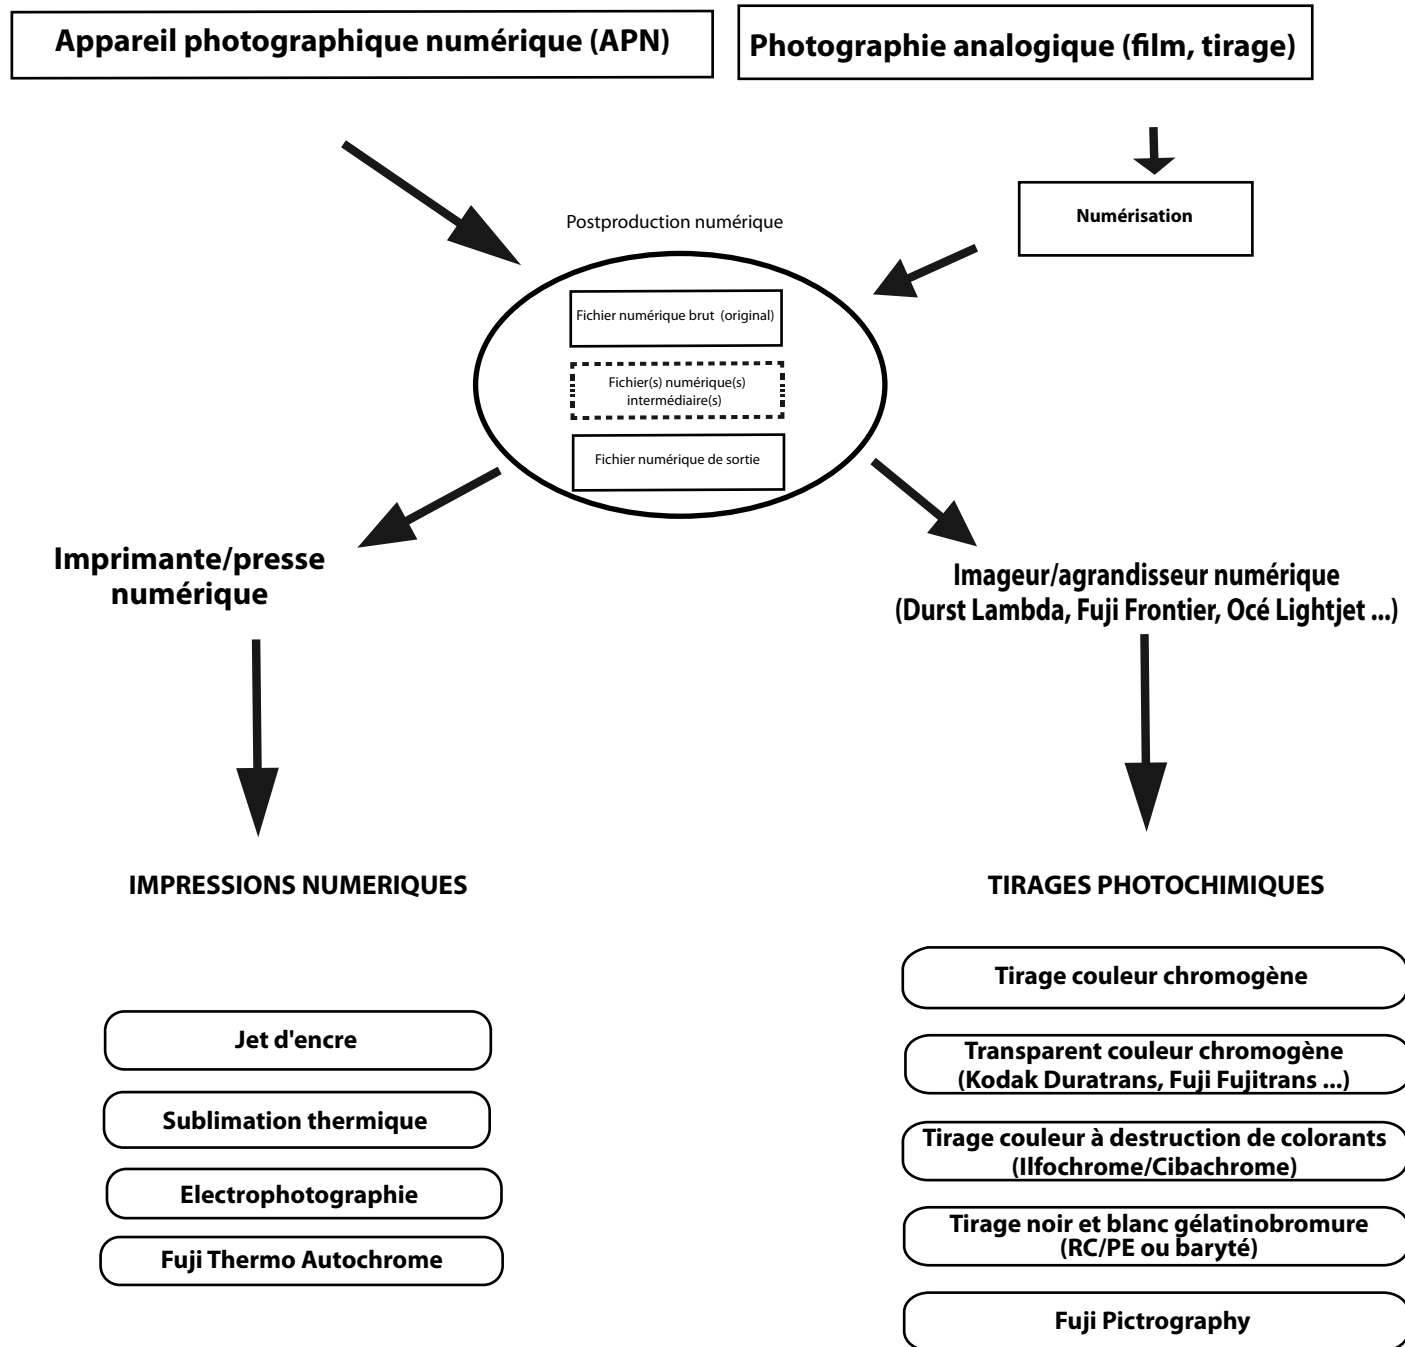 Appareil photographique numérique (APN)
Photographie analogique (film, tirage)
Numérisation
Postproduction numérique
Fichier numérique brut (original)
Fichier(s) numérique(s)
intermédiaire(s)
Fichier numérique de sortie
Imprimante/presse
numérique
Imageur/agrandisseur numérique
(Durst Lambda, Fuji Frontier, Océ Lightjet ...)
IMPRESSIONS NUMERIQUES
Jet d'encre
Sublimation thermique
Electrophotographie
Fuji Thermo Autochrome
TIRAGES PHOTOCHIMIQUES
Tirage couleur chromogène
Transparent couleur chromogène
(Kodak Duratrans, Fuji Fujitrans ...)
Tirage couleur à destruction de colorants
(Ilfochrome/Cibachrome)
Tirage noir et blanc gélatinobromure
(RC/PE ou baryté)
Fuji Pictrography